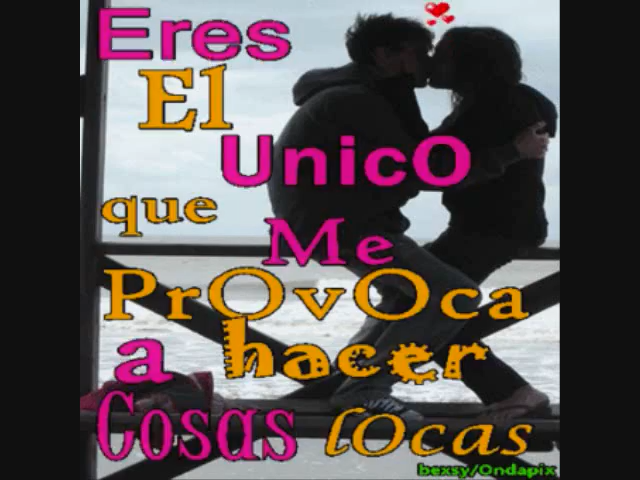 Eres
El
UnicO
que
Me
PrOvOca
a hacer
Cosas lOcas
bexsy/Ondapix